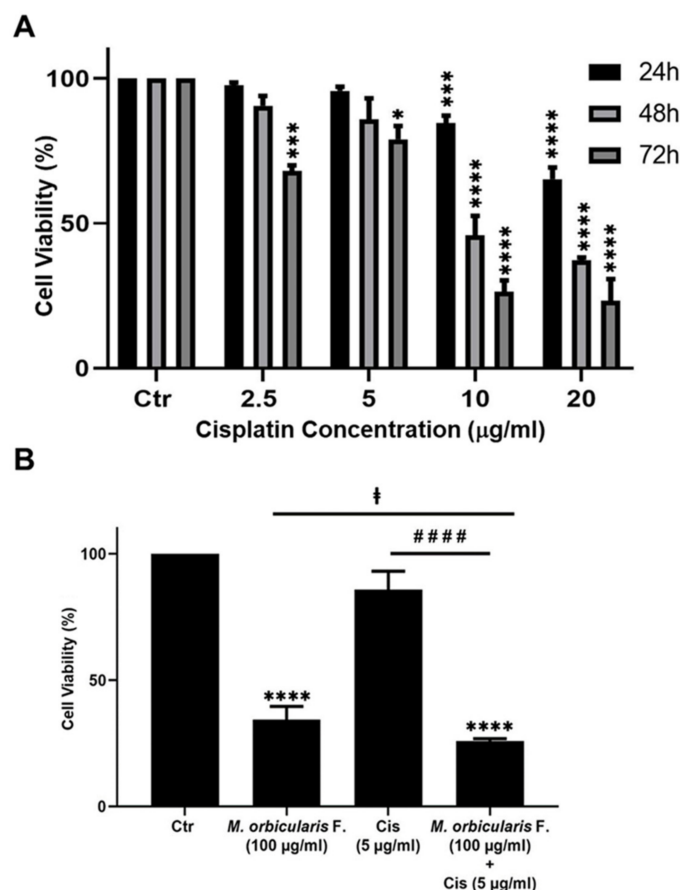 A
Cell Viability (%)
100
50
0
***
*
***
****
****
****
****
****
24h
48h
72h
Ctr 2.5 5 10 20
Cisplatin Concentration (μg/ml)
B
ǂ
####
Cell Viability (%)
100
50
0
****
****
Ctr
M. orbicularis F.
(100 μg/ml)
Cis
(5 μg/ml)
M. orbicularis F.
(100 μg/ml)
+
Cis (5 μg/ml)